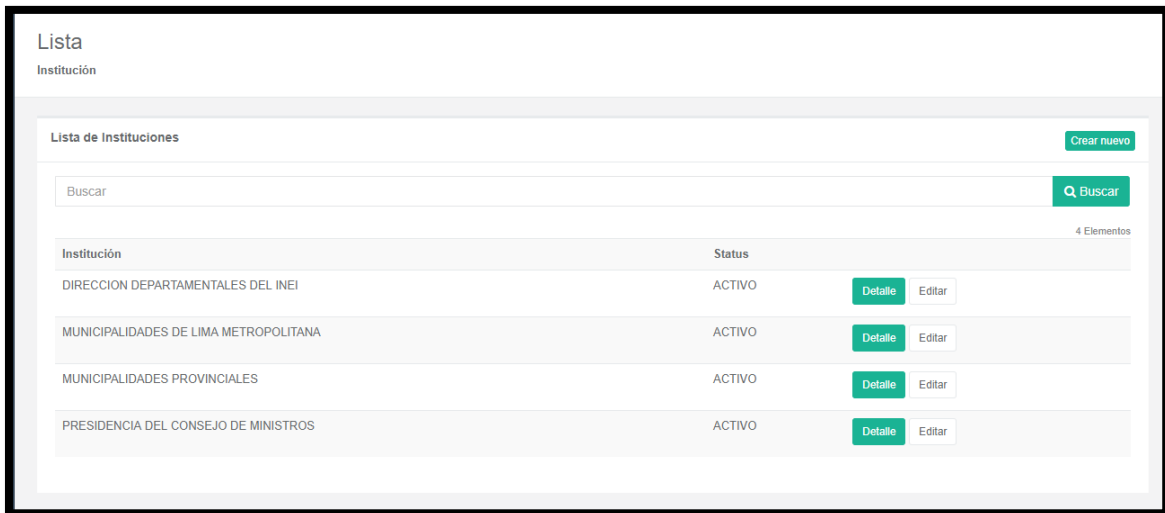 Lista
Institución
Lista de Instituciones
Crear nuevo
Buscar
Buscar
4 Elementos
Institución Status
DIRECCION DEPARTAMENTALES DEL INEI ACTIVO Detalle Editar
MUNICIPALIDADES DE LIMA METROPOLITANA ACTIVO Detalle Editar
MUNICIPALIDADES PROVINCIALES ACTIVO Detalle Editar
PRESIDENCIA DEL CONSEJO DE MINISTROS ACTIVO Detalle Editar